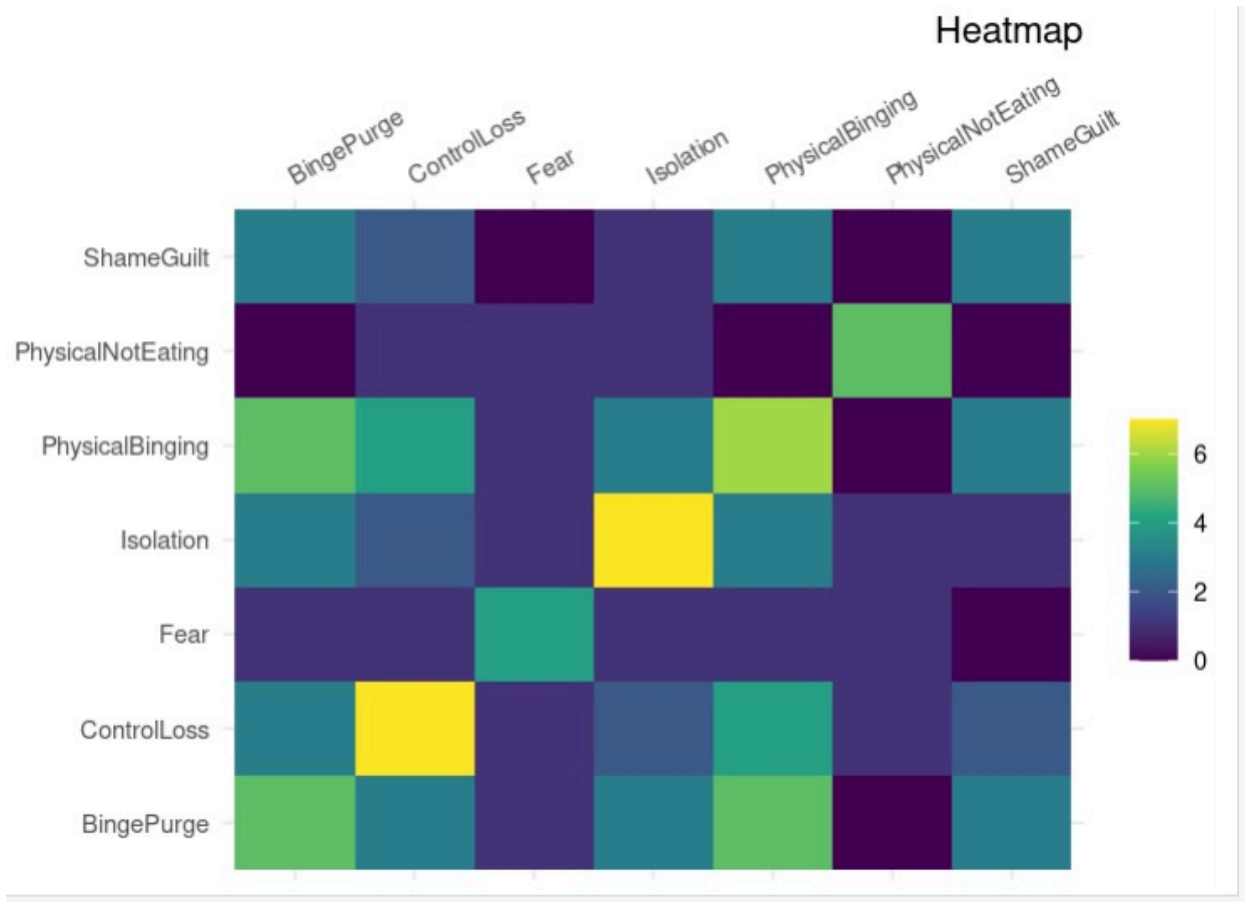 Heatmap
BingePurge
ControlLoss
Fear
Isolation
PhysicalBinging
PhysicalNotEating
ShameGuilt
ShameGuilt
PhysicalNotEating
PhysicalBinging
Isolation
Fear
ControlLoss
BingePurge
6
4
2
0